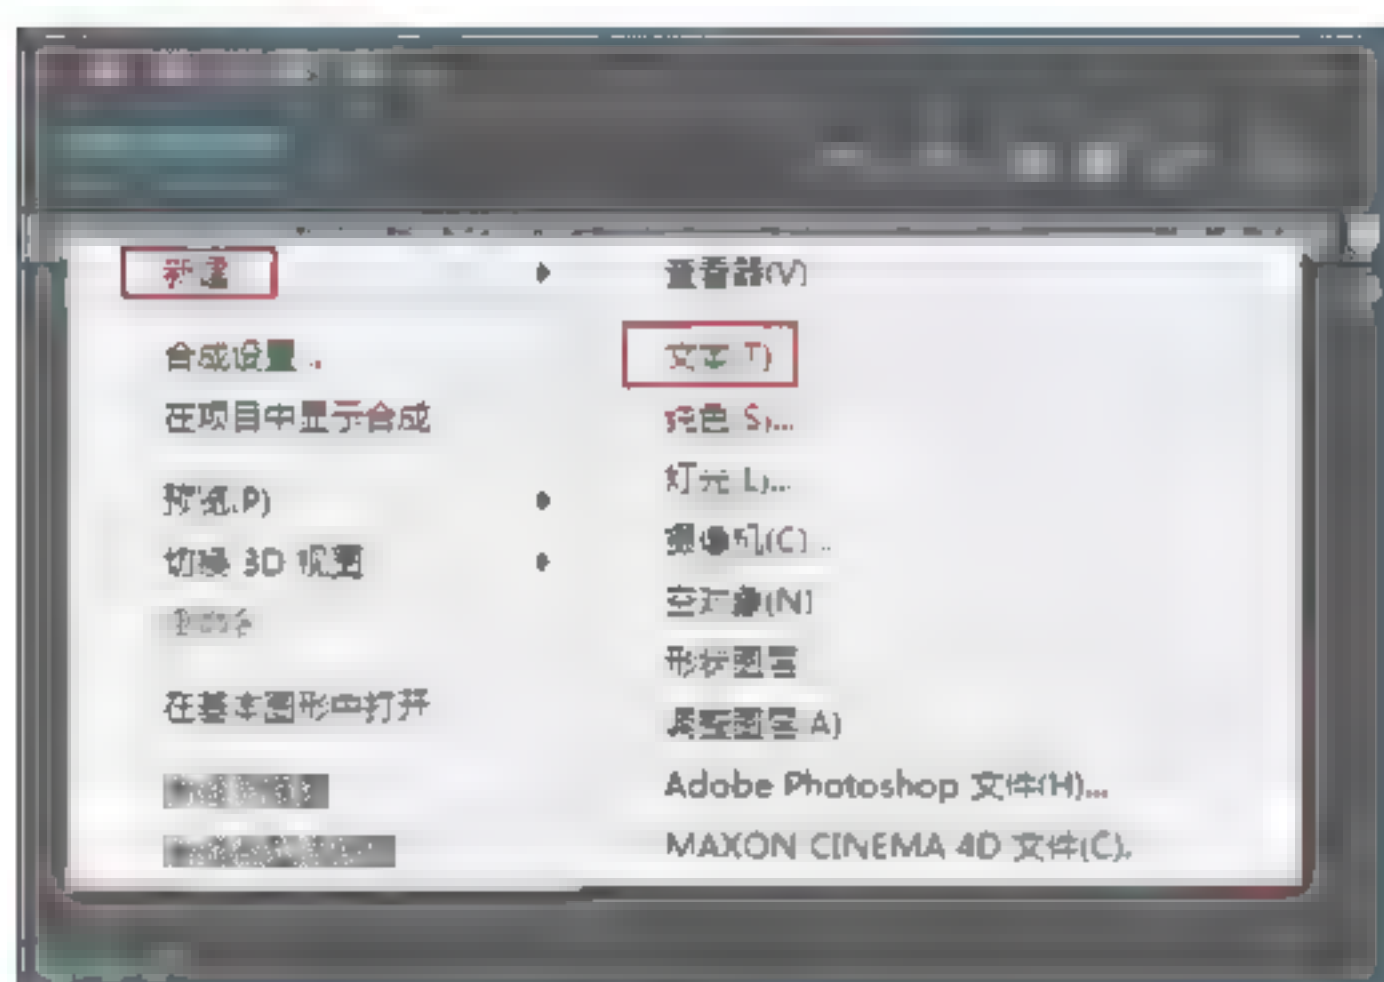 新建
合成设置...
在项目中显示合成
预览(P)
切换 3D 视图
重命名
在基本图形中打开
查看器(V)
文本(T)
纯色(S)...
灯光(L)...
摄像机(C)...
空对象(N)
形状图层
调整图层(A)
Adobe Photoshop 文件(H)...
MAXON CINEMA 4D 文件(C)...